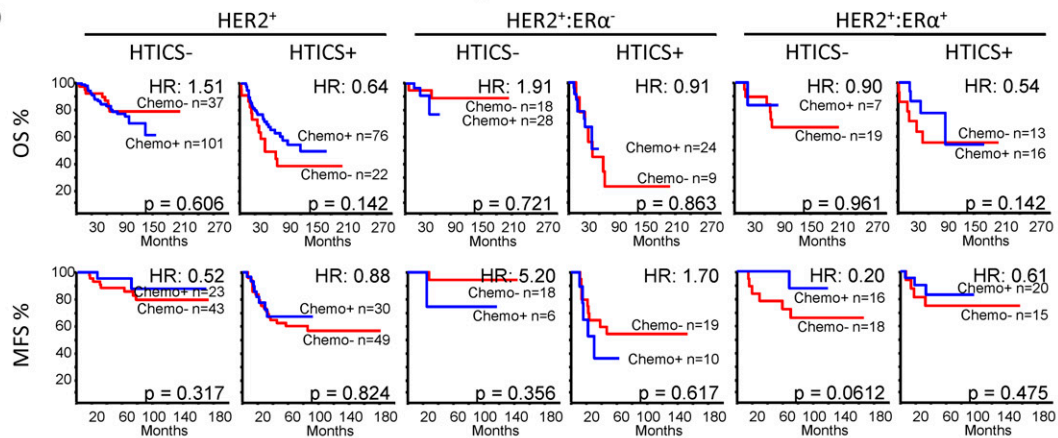 HER2⁺ HER2⁺:ERα⁻ HER2⁺:ERα⁺
HTICS- HTICS+ HTICS- HTICS+ HTICS- HTICS+
OS %
100
80
60
40
20
HR: 1.51
Chemo- n=37
Chemo+ n=101
p = 0.606
30 90 150 210 270
Months
HR: 0.64
Chemo+ n=76
Chemo- n=22
p = 0.142
30 90 150 210 270
Months
HR: 1.91
Chemo- n=18
Chemo+ n=28
p = 0.721
30 90 150 210 270
Months
HR: 0.91
Chemo+ n=24
Chemo- n=9
p = 0.863
30 90 150 210 270
Months
HR: 0.90
Chemo+ n=7
Chemo- n=19
p = 0.961
30 90 150 210 270
Months
HR: 0.54
Chemo- n=13
Chemo+ n=16
p = 0.142
30 90 150 210 270
Months
MFS %
100
80
60
40
20
HR: 0.52
Chemo+ n=23
Chemo- n=43
p = 0.317
20 60 100 140 180
Months
HR: 0.88
Chemo+ n=30
Chemo- n=49
p = 0.824
20 60 100 140 180
Months
HR: 5.20
Chemo- n=18
Chemo+ n=6
p = 0.356
20 60 100 140 180
Months
HR: 1.70
Chemo- n=19
Chemo+ n=10
p = 0.617
20 60 100 140 180
Months
HR: 0.20
Chemo+ n=16
Chemo- n=18
p = 0.0612
20 60 100 140 180
Months
HR: 0.61
Chemo+ n=20
Chemo- n=15
p = 0.475
20 60 100 140 180
Months